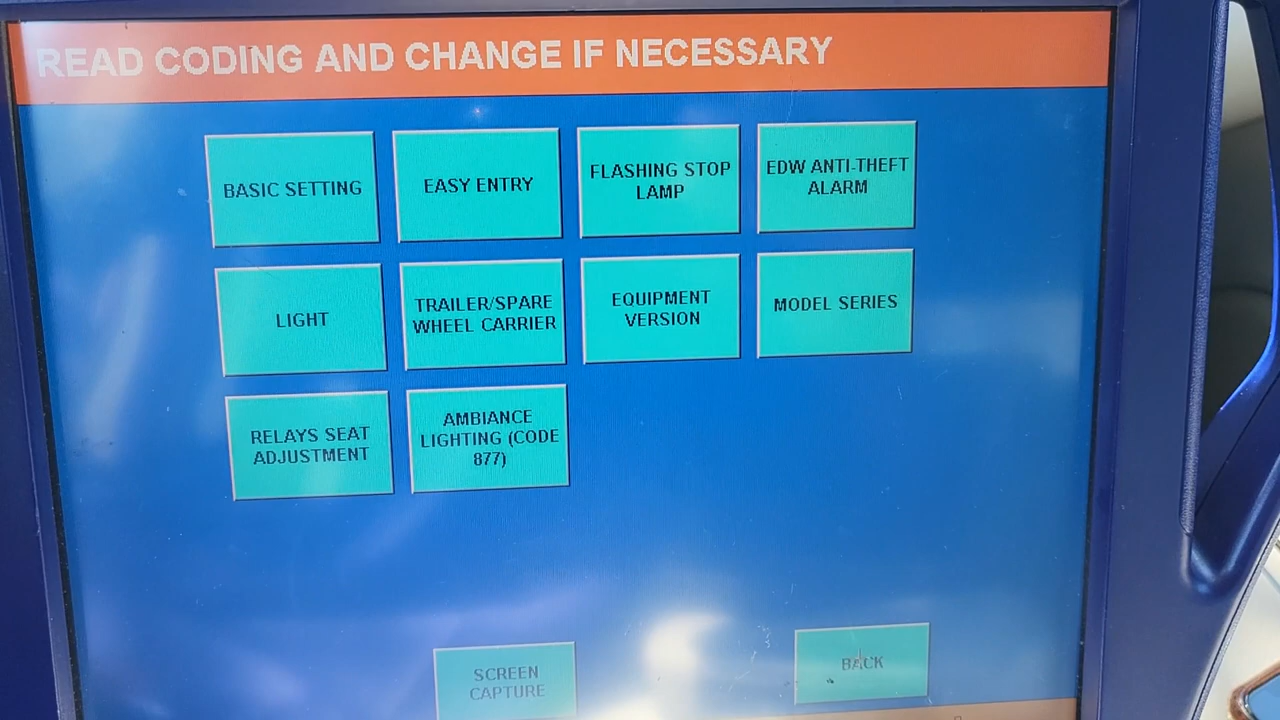 READ CODING AND CHANGE IF NECESSARY
BASIC SETTING
EASY ENTRY
FLASHING STOP
LAMP
EDW ANTI-THEFT
ALARM
LIGHT
TRAILER/SPARE
WHEEL CARRIER
EQUIPMENT
VERSION
MODEL SERIES
RELAYS SEAT
ADJUSTMENT
AMBIANCE
LIGHTING (CODE
877)
SCREEN
CAPTURE
BACK